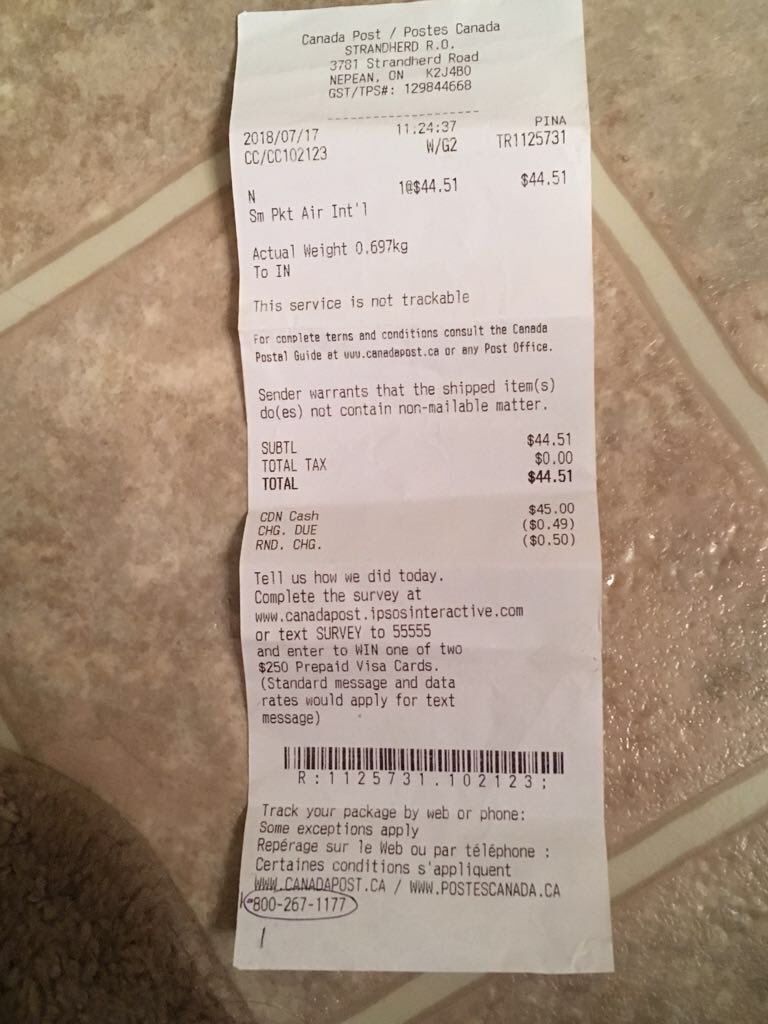 Canada Post / Postes Canada
STRANDHERD R.O.
3781 Strandherd Road
NEPEAN, ON K2J4B0
GST/TPS#: 129844668
2018/07/17 11.24:37 PINA
CC/CC102123 W/G2 TR1125731
N 1@$44.51 $44.51
Sm Pkt Air Int'l
Actual Weight 0.697kg
To IN
This service is not trackable
For complete terms and conditions consult the Canada
Postal Guide at www.canadapost.ca or any Post Office.
Sender warrants that the shipped item(s)
do(es) not contain non-mailable matter.
SUBTL $44.51
TOTAL TAX $0.00
TOTAL $44.51
CDN Cash $45.00
CHG. DUE ($0.49)
RND. CHG. ($0.50)
Tell us how we did today.
Complete the survey at
www.canadapost.ipsosinteractive.com
or text SURVEY to 55555
and enter to WIN one of two
$250 Prepaid Visa Cards.
(Standard message and data
rates would apply for text
message)
R:1125731.102123;
Track your package by web or phone:
Some exceptions apply
Repérage sur le Web ou par téléphone :
Certaines conditions s'appliquent
WWW.CANADAPOST.CA / WWW.POSTESCANADA.CA
1-800-267-1177
1